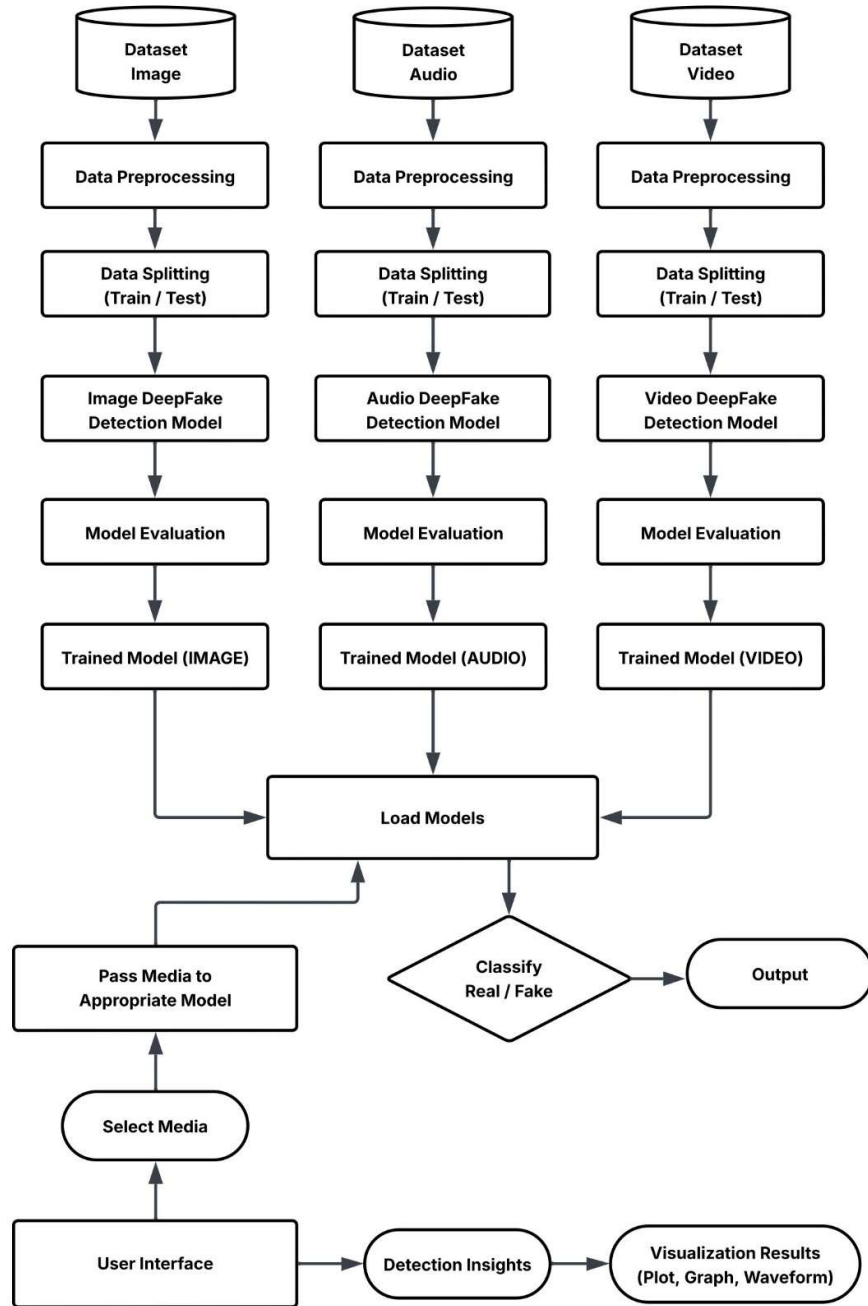 Dataset
Image
Dataset
Audio
Dataset
Video
Data Preprocessing
Data Preprocessing
Data Preprocessing
Data Splitting
(Train / Test)
Data Splitting
(Train / Test)
Data Splitting
(Train / Test)
Image DeepFake
Detection Model
Audio DeepFake
Detection Model
Video DeepFake
Detection Model
Model Evaluation
Model Evaluation
Model Evaluation
Trained Model (IMAGE)
Trained Model (AUDIO)
Trained Model (VIDEO)
Load Models
Pass Media to
Appropriate Model
Classify
Real / Fake
Output
Select Media
User Interface
Detection Insights
Visualization Results
(Plot, Graph, Waveform)